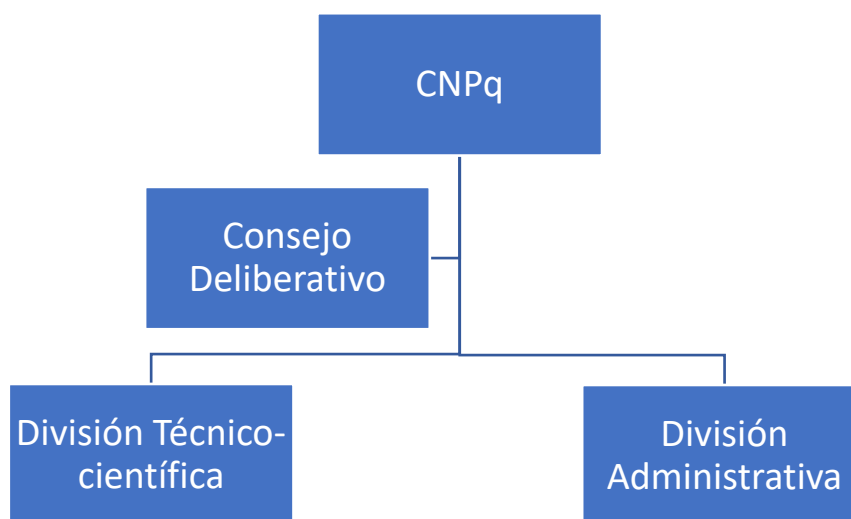 CNPq
Consejo
Deliberativo
División Técnico-
científica
División
Administrativa